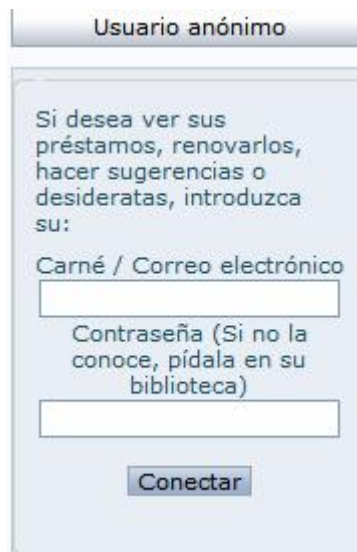 Usuario anónimo
Si desea ver sus
préstamos, renovarlos,
hacer sugerencias o
desideratas, introduzca
su:
Carné / Correo electrónico
Contraseña (Si no la
conoce, pídala en su
biblioteca)
Conectar